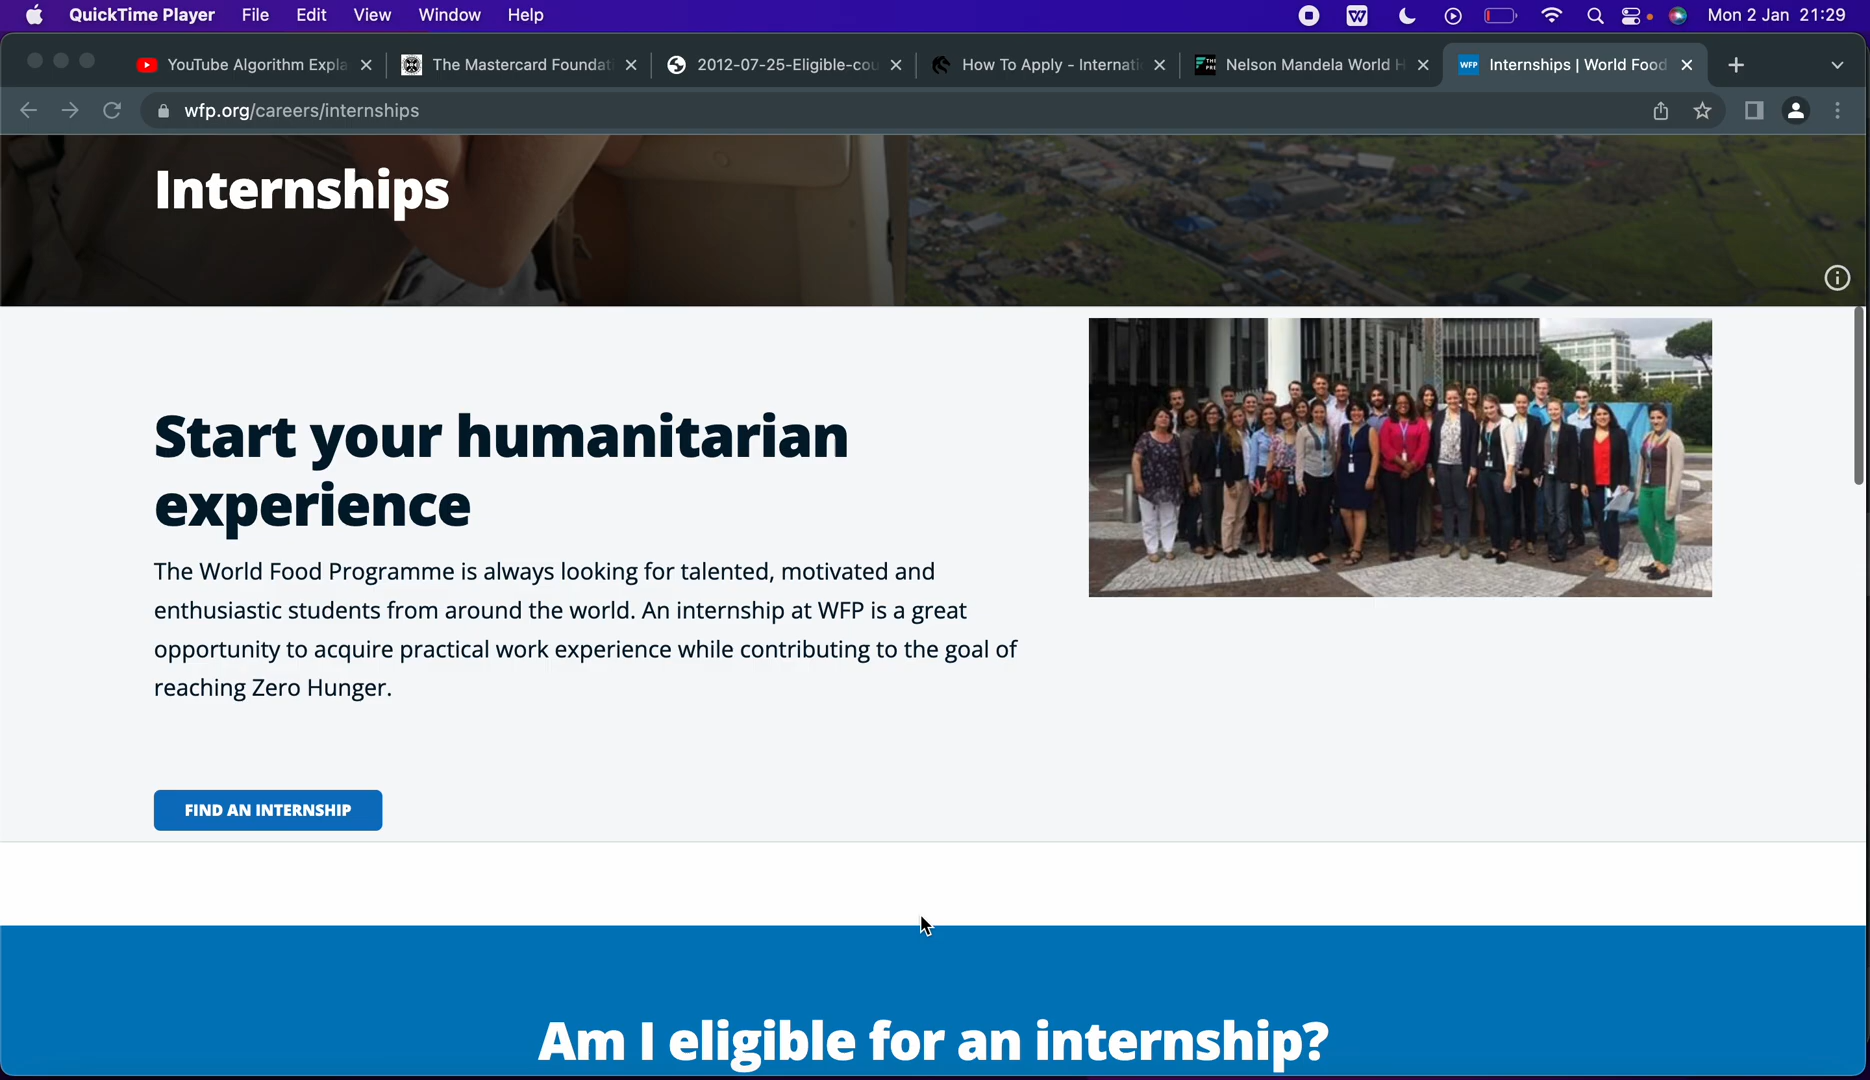 QuickTime Player File Edit View Window Help Mon 2 Jan 21:29
YouTube Algorithm Expla
The Mastercard Foundat
2012-07-25-Eligible-cou
How To Apply - Internati
Nelson Mandela World H
WFP Internships | World Food
wfp.org/careers/internships
Internships
Start your humanitarian
experience
The World Food Programme is always looking for talented, motivated and
enthusiastic students from around the world. An internship at WFP is a great
opportunity to acquire practical work experience while contributing to the goal of
reaching Zero Hunger.
FIND AN INTERNSHIP
Am I eligible for an internship?